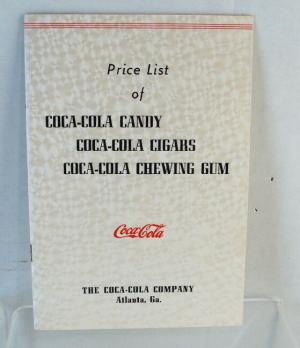 Price List
of
COCA-COLA CANDY
COCA-COLA CIGARS
COCA-COLA CHEWING GUM
Coca-Cola
THE COCA-COLA COMPANY
Atlanta, Ga.